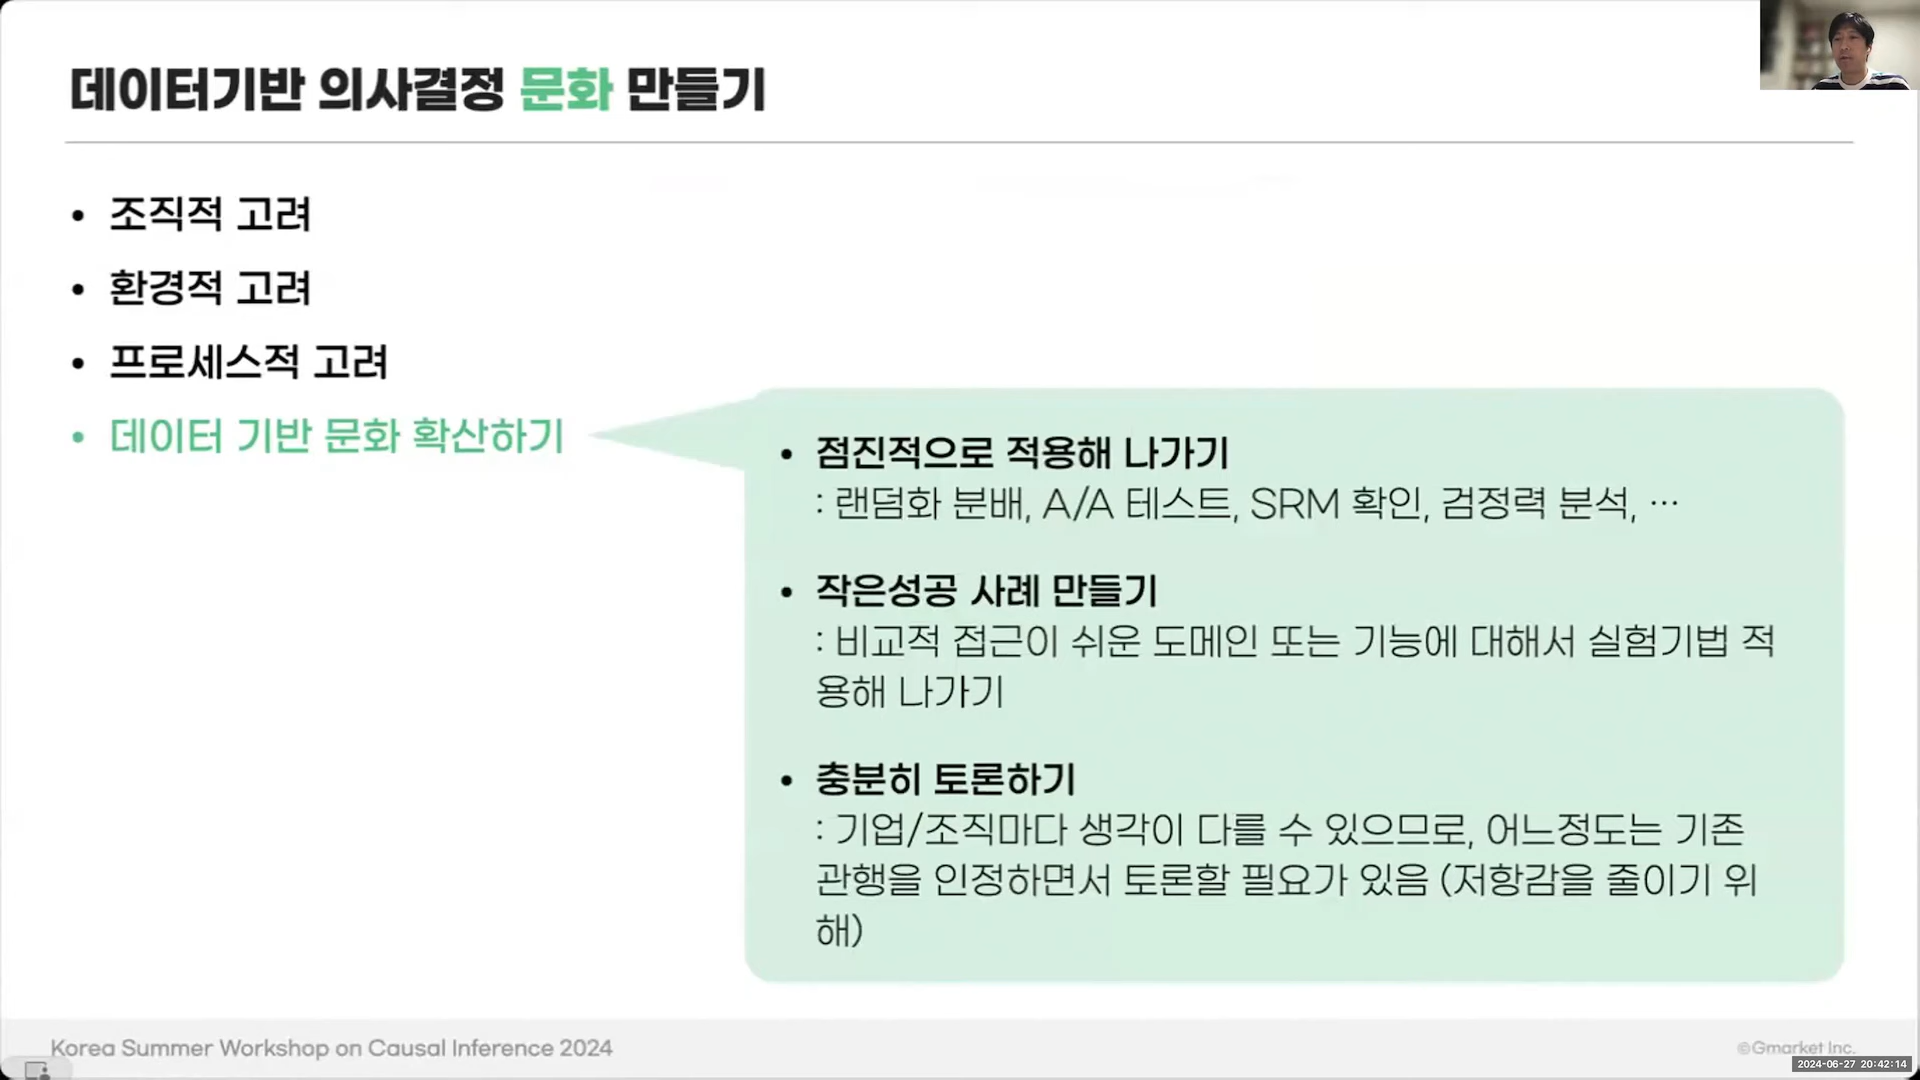 데이터기반 의사결정 문화 만들기
• 조직적 고려
• 환경적 고려
• 프로세스적 고려
• 데이터 기반 문화 확산하기
• 점진적으로 적용해 나가기
: 랜덤화 분배, A/A 테스트, SRM 확인, 검정력 분석, ⋯
• 작은성공 사례 만들기
: 비교적 접근이 쉬운 도메인 또는 기능에 대해서 실험기법 적
용해 나가기
• 충분히 토론하기
: 기업/조직마다 생각이 다를 수 있으므로, 어느정도는 기존
관행을 인정하면서 토론할 필요가 있음 (저항감을 줄이기 위
해)
Korea Summer Workshop on Causal Inference 2024
©Gmarket Inc.
2024-06-27 20:42:14